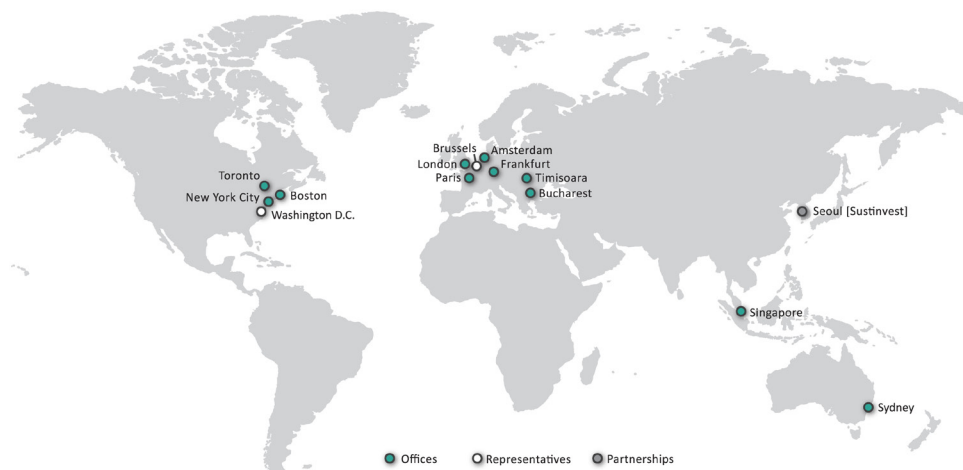 Brussels
Amsterdam
London
Frankfurt
Paris
Timisoara
Bucharest
Toronto
New York City
Boston
Washington D.C.
Seoul [Sustinvest]
Singapore
Sydney
Offices
Representatives
Partnerships